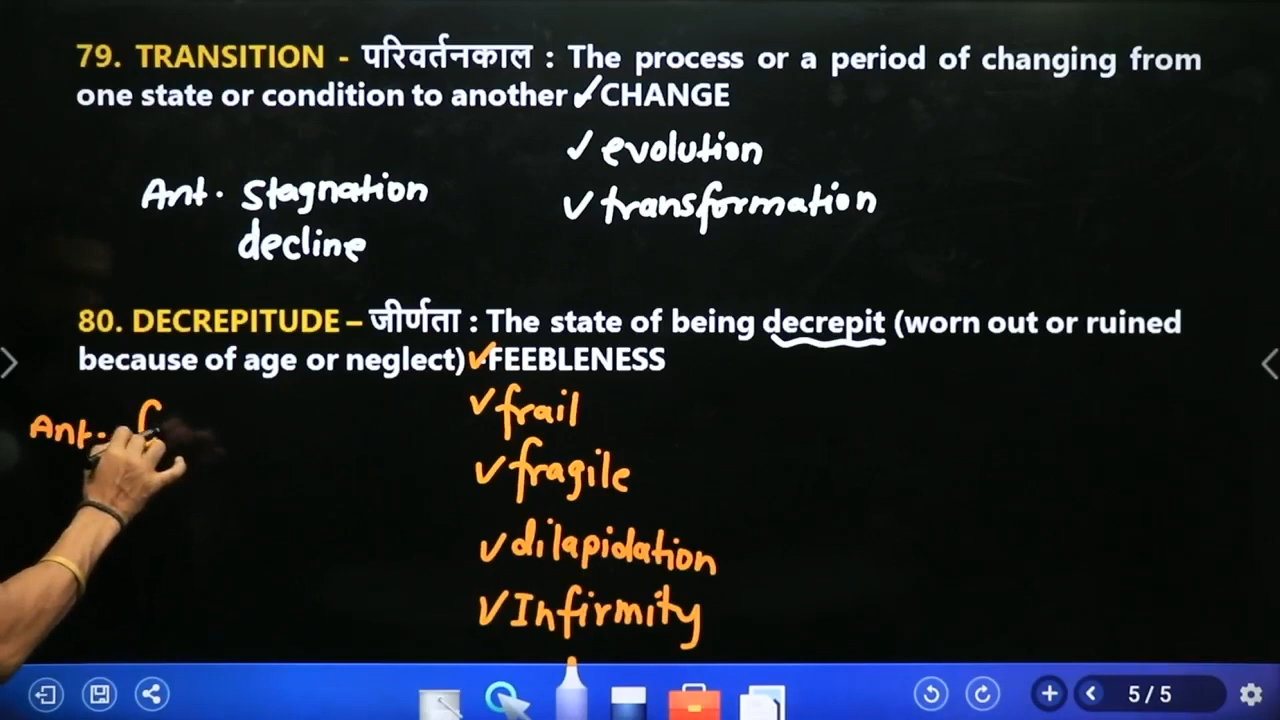 79. TRANSITION - परिवर्तनकाल : The process or a period of changing from
one state or condition to another ✓CHANGE
✓ evolution
Ant. stagnation
✓ transformation
decline
80. DECREPITUDE – जीर्णता : The state of being decrepit (worn out or ruined
because of age or neglect) ✓-FEEBLENESS
✓ frail
Ant.
✓ fragile
✓ dilapidation
✓ Infirmity
5 / 5